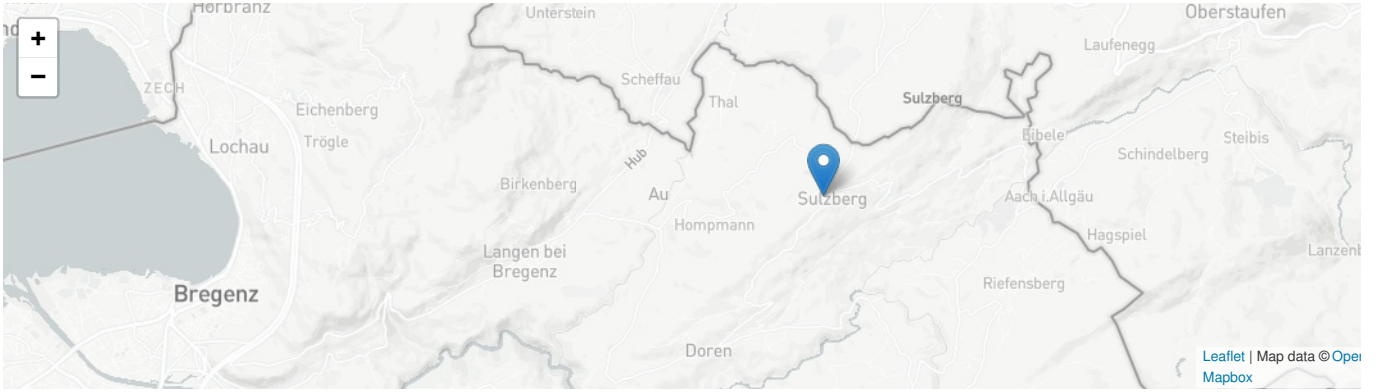 Hörbranz
Unterstein
Oberstaufen
+
−
Laufenegg
ZECH
Scheffau
Thal
Sulzberg
Eichenberg
Trögle
Lochau
Hub
Eibele
Steibis
Schindelberg
Birkenberg
Au
Sulzberg
Aach i.Allgäu
Hompmann
Hagspiel
Langen bei
Bregenz
Lanzenb
Riefensberg
Bregenz
Doren
Leaflet | Map data © Oper
Mapbox